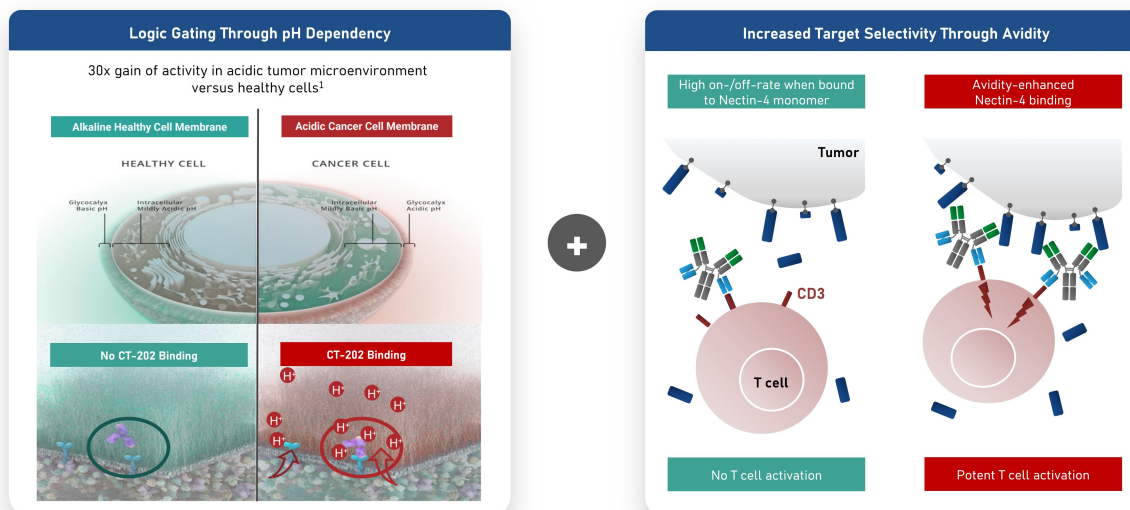 Logic Gating Through pH Dependency
30x gain of activity in acidic tumor microenvironment
versus healthy cells¹
Alkaline Healthy Cell Membrane
Acidic Cancer Cell Membrane
HEALTHY CELL
CANCER CELL
Glycocalyx
Basic pH
Intracellular
Mildly Acidic pH
Intracellular
Mildly Basic pH
Glycocalyx
Acidic pH
No CT-202 Binding
CT-202 Binding
H⁺
H⁺
H⁺
H⁺
H⁺
H⁺
H⁺
H⁺
H⁺
+
Increased Target Selectivity Through Avidity
High on-/off-rate when bound
to Nectin-4 monomer
Avidity-enhanced
Nectin-4 binding
Tumor
CD3
T cell
No T cell activation
Potent T cell activation